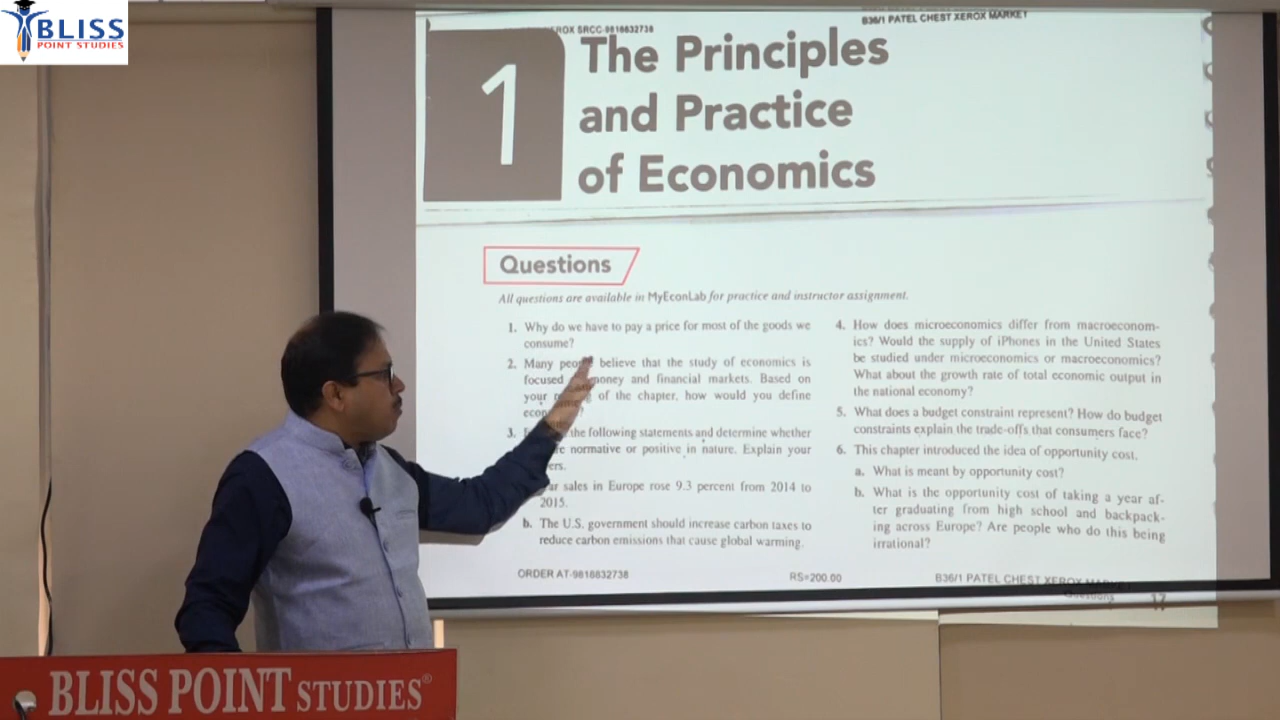 BLISS
POINT STUDIES
XEROX SRCC-9818832738
B36/1 PATEL CHEST XEROX MARKET
1
The Principles
and Practice
of Economics
Questions
All questions are available in MyEconLab for practice and instructor assignment.
1. Why do we have to pay a price for most of the goods we
consume?
2. Many believe that the study of economics is
focused money and financial markets. Based on
your of the chapter, how would you define
3. the following statements and determine whether
normative or positive in nature. Explain your
sales in Europe rose 9.3 percent from 2014 to
2015.
b. The U.S. government should increase carbon taxes to
reduce carbon emissions that cause global warming.
4. How does microeconomics differ from macroeconom-
ics? Would the supply of iPhones in the United States
be studied under microeconomics or macroeconomics?
What about the growth rate of total economic output in
the national economy?
5. What does a budget constraint represent? How do budget
constraints explain the trade-offs that consumers face?
6. This chapter introduced the idea of opportunity cost.
a. What is meant by opportunity cost?
b. What is the opportunity cost of taking a year af-
ter graduating from high school and backpack-
ing across Europe? Are people who do this being
irrational?
ORDER AT-9818832738
RS=200.00
B36/1 PATEL CHEST XEROX MARKET
Questions 17
BLISS POINT STUDIES®